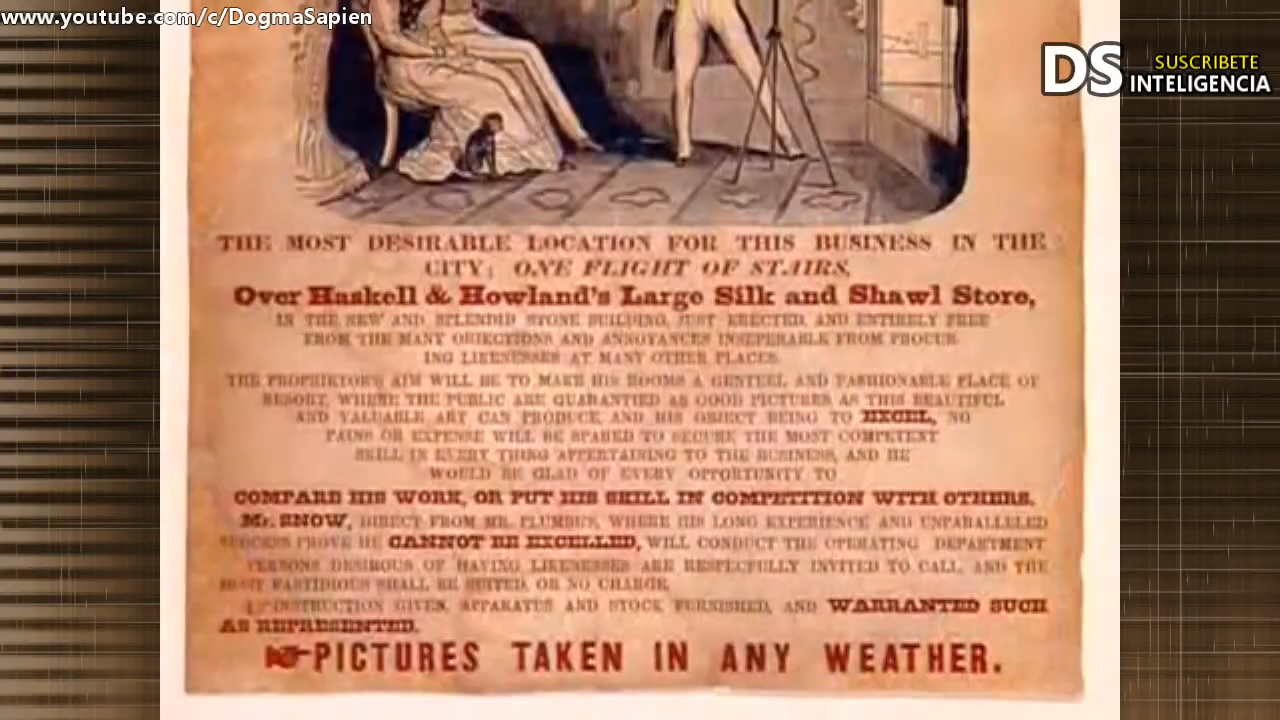 www.youtube.com/c/DogmaSapien
DS SUSCRIBETE
INTELIGENCIA
THE MOST DESIRABLE LOCATION FOR THIS BUSINESS IN THE
CITY; ONE FLIGHT OF STAIRS,
Over Haskell & Howland's Large Silk and Shawl Store,
IN THE NEW AND SPLENDID STONE BUILDING, JUST ERECTED, AND ENTIRELY FREE
FROM THE MANY OBJECTIONS AND ANNOYANCES INSEPERABLE FROM PROCUR
ING LIKENESSES AT MANY OTHER PLACES.
THE PROPRIETOR'S AIM WILL BE TO MAKE HIS ROOMS A GENTEEL AND FASHIONABLE PLACE OF
RESORT, WHERE THE PUBLIC ARE GUARANTIED AS GOOD PICTURES AS THIS BEAUTIFUL
AND VALUABLE ART CAN PRODUCE, AND HIS OBJECT BEING TO EXCEL, NO
PAINS OR EXPENSE WILL BE SPARED TO SECURE THE MOST COMPETENT
SKILL IN EVERY THING APPERTAINING TO THE BUSINESS, AND HE
WOULD BE GLAD OF EVERY OPPORTUNITY TO
COMPARE HIS WORK, OR PUT HIS SKILL IN COMPETITION WITH OTHERS.
Mr. SNOW, DIRECT FROM MR. PLUMBE'S, WHERE HIS LONG EXPERIENCE AND UNPARALLELED
SUCCESS PROVE HE CANNOT BE EXCELLED, WILL CONDUCT THE OPERATING DEPARTMENT
PERSONS DESIROUS OF HAVING LIKENESSES ARE RESPECFULLY INVITED TO CALL, AND THE
MOST FASTIDIOUS SHALL BE SUITED, OR NO CHARGE.
INSTRUCTION GIVEN, APPARATUS AND STOCK FURNISHED, AND WARRANTED SUCH
AS REPRESENTED.
PICTURES TAKEN IN ANY WEATHER.